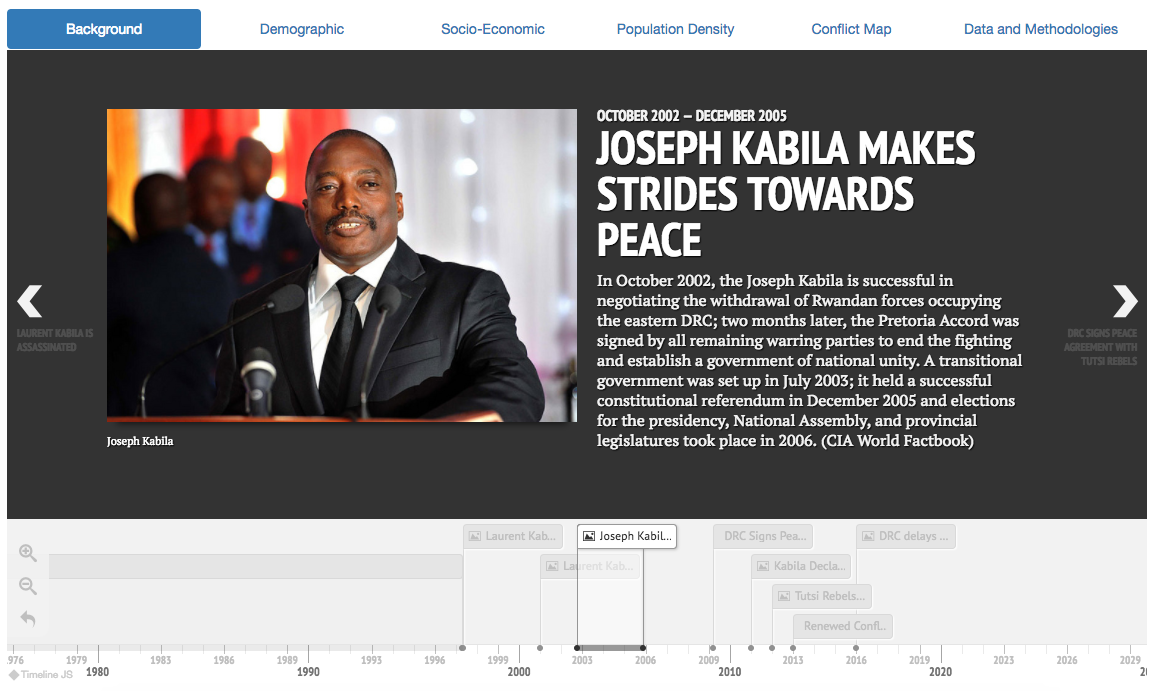 Background
Demographic
Socio-Economic
Population Density
Conflict Map
Data and Methodologies
OCTOBER 2002 — DECEMBER 2005
JOSEPH KABILA MAKES
STRIDES TOWARDS
PEACE
In October 2002, the Joseph Kabila is successful in
negotiating the withdrawal of Rwandan forces occupying
the eastern DRC; two months later, the Pretoria Accord was
signed by all remaining warring parties to end the fighting
and establish a government of national unity. A transitional
government was set up in July 2003; it held a successful
constitutional referendum in December 2005 and elections
for the presidency, National Assembly, and provincial
legislatures took place in 2006. (CIA World Factbook)
Joseph Kabila
LAURENT KABILA IS
ASSASSINATED
DRC SIGNS PEACE
AGREEMENT WITH
TUTSI REBELS
Laurent Kab...
Joseph Kabil...
DRC Signs Pea...
DRC delays ...
Laurent Kab...
Kabila Decla...
Tutsi Rebels...
Renewed Confl..
976 1979 1983 1986 1989 1993 1996 1999 2003 2006 2009 2013 2016 2019 2023 2026 2029
Timeline JS
1980 1990 2000 2010 2020